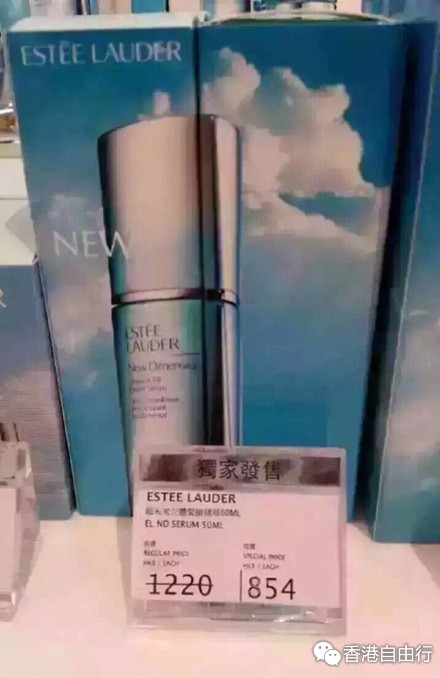 ESTĒE LAUDER
NEW
ESTĒE
LAUDER
New Dimension
獨家發售
ESTEE LAUDER
50ML
EL ND SERUM 50ML
REGULAR PRICE
HK$ / EACH
1220
SPECIAL PRICE
HK$ / EACH
854
香港自由行